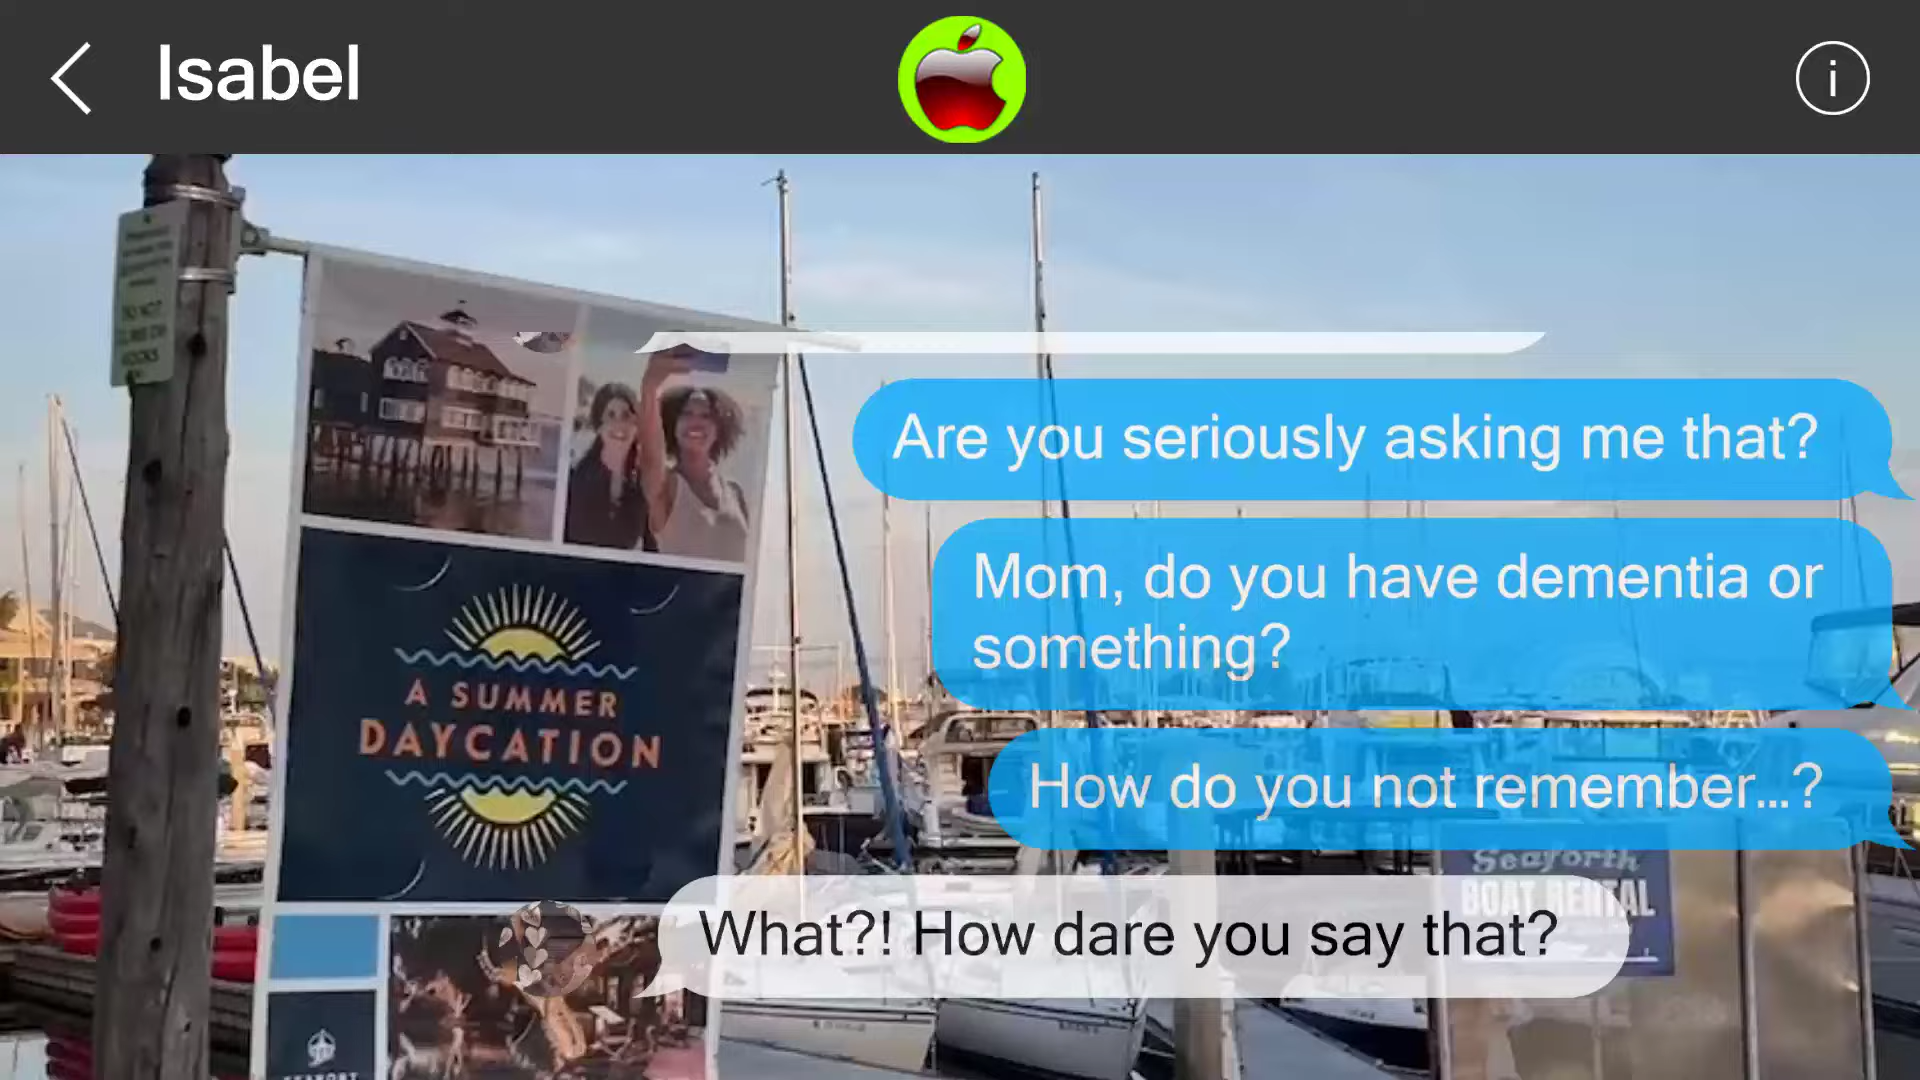 Isabel
i
Are you seriously asking me that?
Mom, do you have dementia or
something?
How do you not remember...?
What?! How dare you say that?
A SUMMER
DAYCATION
Seaforth
BOAT RENTAL